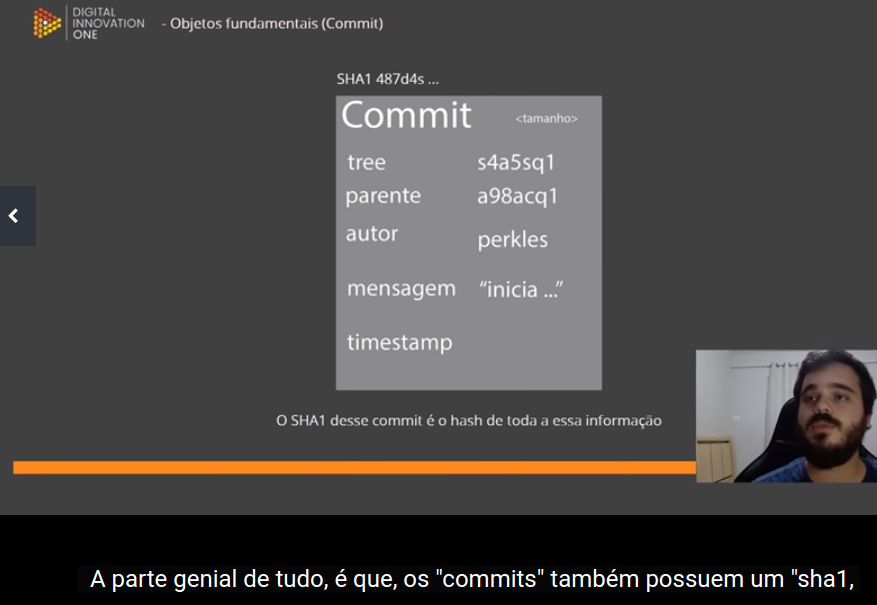 DIGITAL
INNOVATION
ONE
- Objetos fundamentais (Commit)
SHA1 487d4s ...
Commit <tamanho>
tree s4a5sq1
parente a98acq1
autor perkles
mensagem “inicia ...”
timestamp
O SHA1 desse commit é o hash de toda a essa informação
A parte genial de tudo, é que, os "commits" também possuem um "sha1,